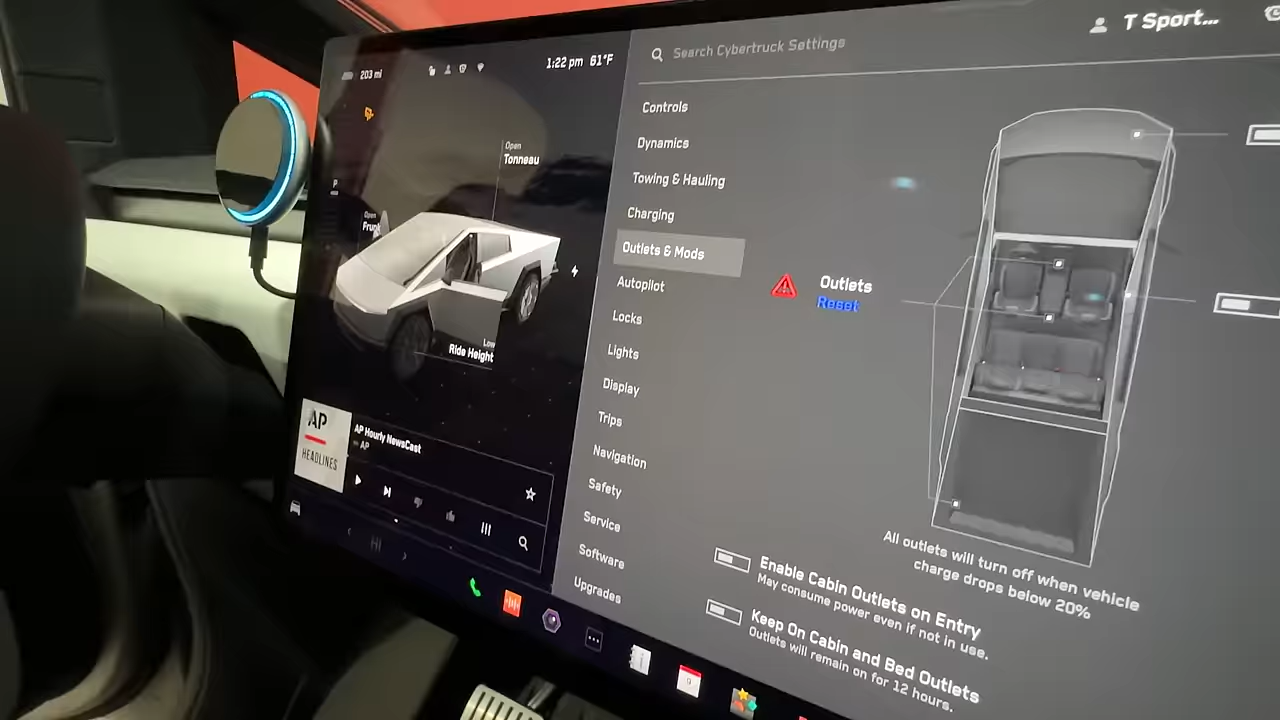 203 mi
1:22 pm 61°F
P
Open
Tonneau
Open
Frunk
Low
Ride Height
AP
HEADLINES
AP Hourly NewsCast
AP
HI
Search Cybertruck Settings
T Sport...
Controls
Dynamics
Towing & Hauling
Charging
Outlets & Mods
Autopilot
Locks
Lights
Display
Trips
Navigation
Safety
Service
Software
Upgrades
Outlets
Reset
All outlets will turn off when vehicle
charge drops below 20%
Enable Cabin Outlets on Entry
May consume power even if not in use.
Keep On Cabin and Bed Outlets
Outlets will remain on for 12 hours.